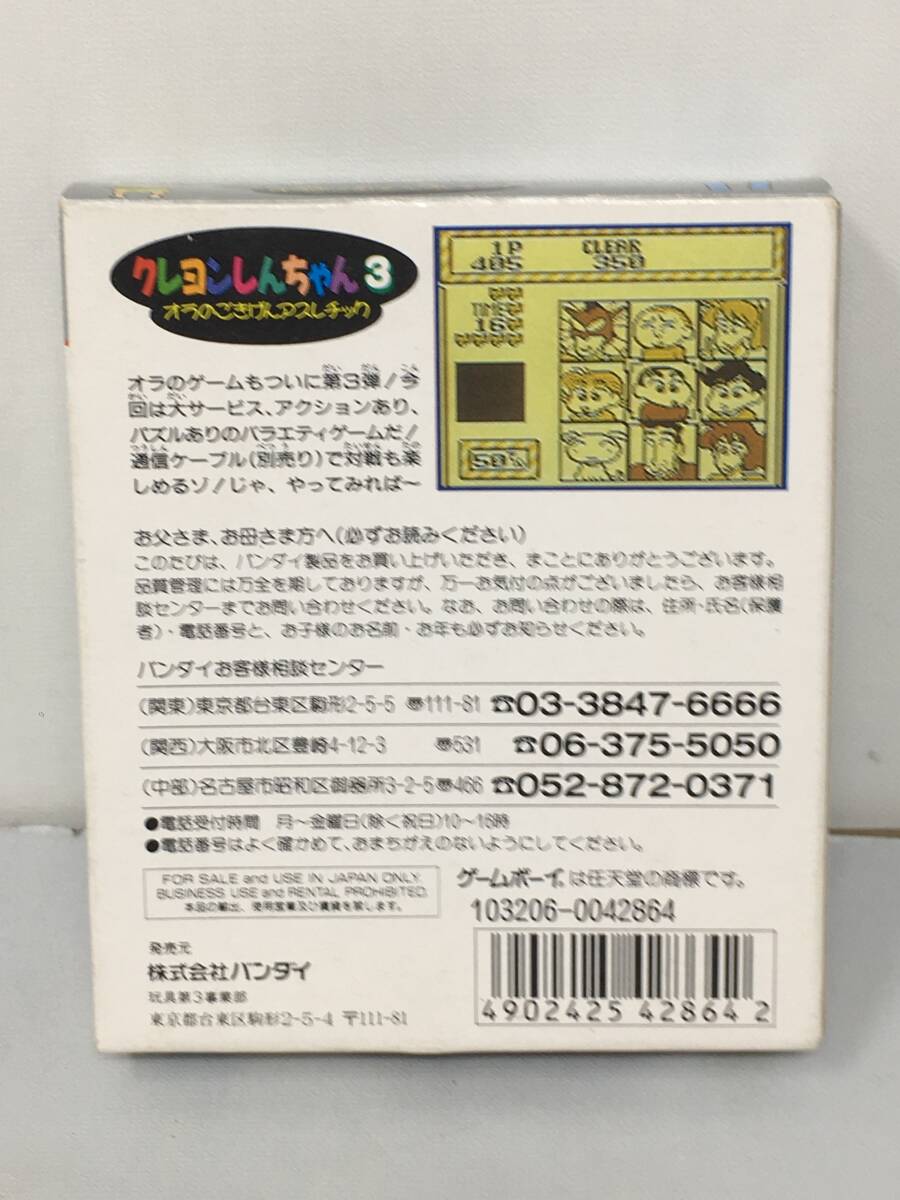 クレヨンしんちゃん3
オラのごきげんアスレチック
オラのゲームもついに第3弾!今
回は大サービス、アクションあり、
パズルありのバラエティゲームだ!
通信ケーブル(別売り)で対戦も楽
しめるゾ!じゃ、やってみれば〜
1P CLEAR
405 350
TIME
16
50%
お父さま、お母さま方へ(必ずお読みください)
このたびは、バンダイ製品をお買い上げいただき、まことにありがとうございます。
品質管理には万全を期しておりますが、万一お気付の点がございましたら、お客様相
談センターまでお問い合わせください。なお、お問い合わせの際は、住所・氏名(保護
者)・電話番号と、お子様のお名前・お年も必ずお知らせください。
バンダイお客様相談センター
(関東)東京都台東区駒形2-5-5 〠111-81 ☎03-3847-6666
(関西)大阪市北区豊崎4-12-3 〠531 ☎06-375-5050
(中部)名古屋市昭和区御器所3-2-5 〠466 ☎052-872-0371
●電話受付時間 月〜金曜日(除く祝日)10〜16時
●電話番号はよく確かめて、おまちがえのないようにしてください。
FOR SALE and USE IN JAPAN ONLY.
BUSINESS USE and RENTAL PROHIBITED.
本品の輸出、使用営業及び賃貸を禁じます。
ゲームボーイ.は任天堂の商標です。
103206-0042864
発売元
株式会社バンダイ
玩具第3事業部
東京都台東区駒形2-5-4 〒111-81
4902425428642